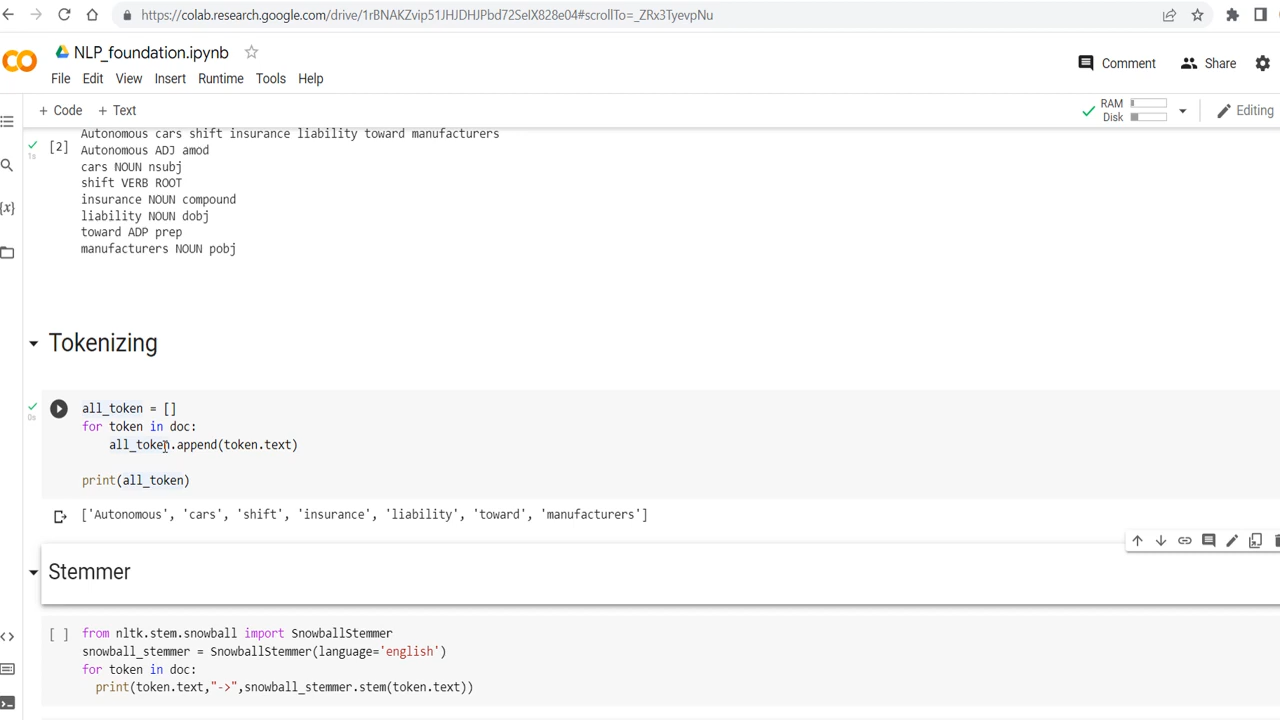 https://colab.research.google.com/drive/1rBNAKZvip51JHJDHJPbd72SeIX828e04#scrollTo=_ZRx3TyevpNu
NLP_foundation.ipynb
Comment Share
File Edit View Insert Runtime Tools Help
+ Code + Text
RAM
Disk
Editing
Autonomous cars shift insurance liability toward manufacturers
[2]
1s
Autonomous ADJ amod
cars NOUN nsubj
shift VERB ROOT
insurance NOUN compound
liability NOUN dobj
toward ADP prep
manufacturers NOUN pobj
Tokenizing
0s
all_token = []
for token in doc:
all_token.append(token.text)
print(all_token)
['Autonomous', 'cars', 'shift', 'insurance', 'liability', 'toward', 'manufacturers']
Stemmer
[ ]
from nltk.stem.snowball import SnowballStemmer
snowball_stemmer = SnowballStemmer(language='english')
for token in doc:
print(token.text,"->",snowball_stemmer.stem(token.text))